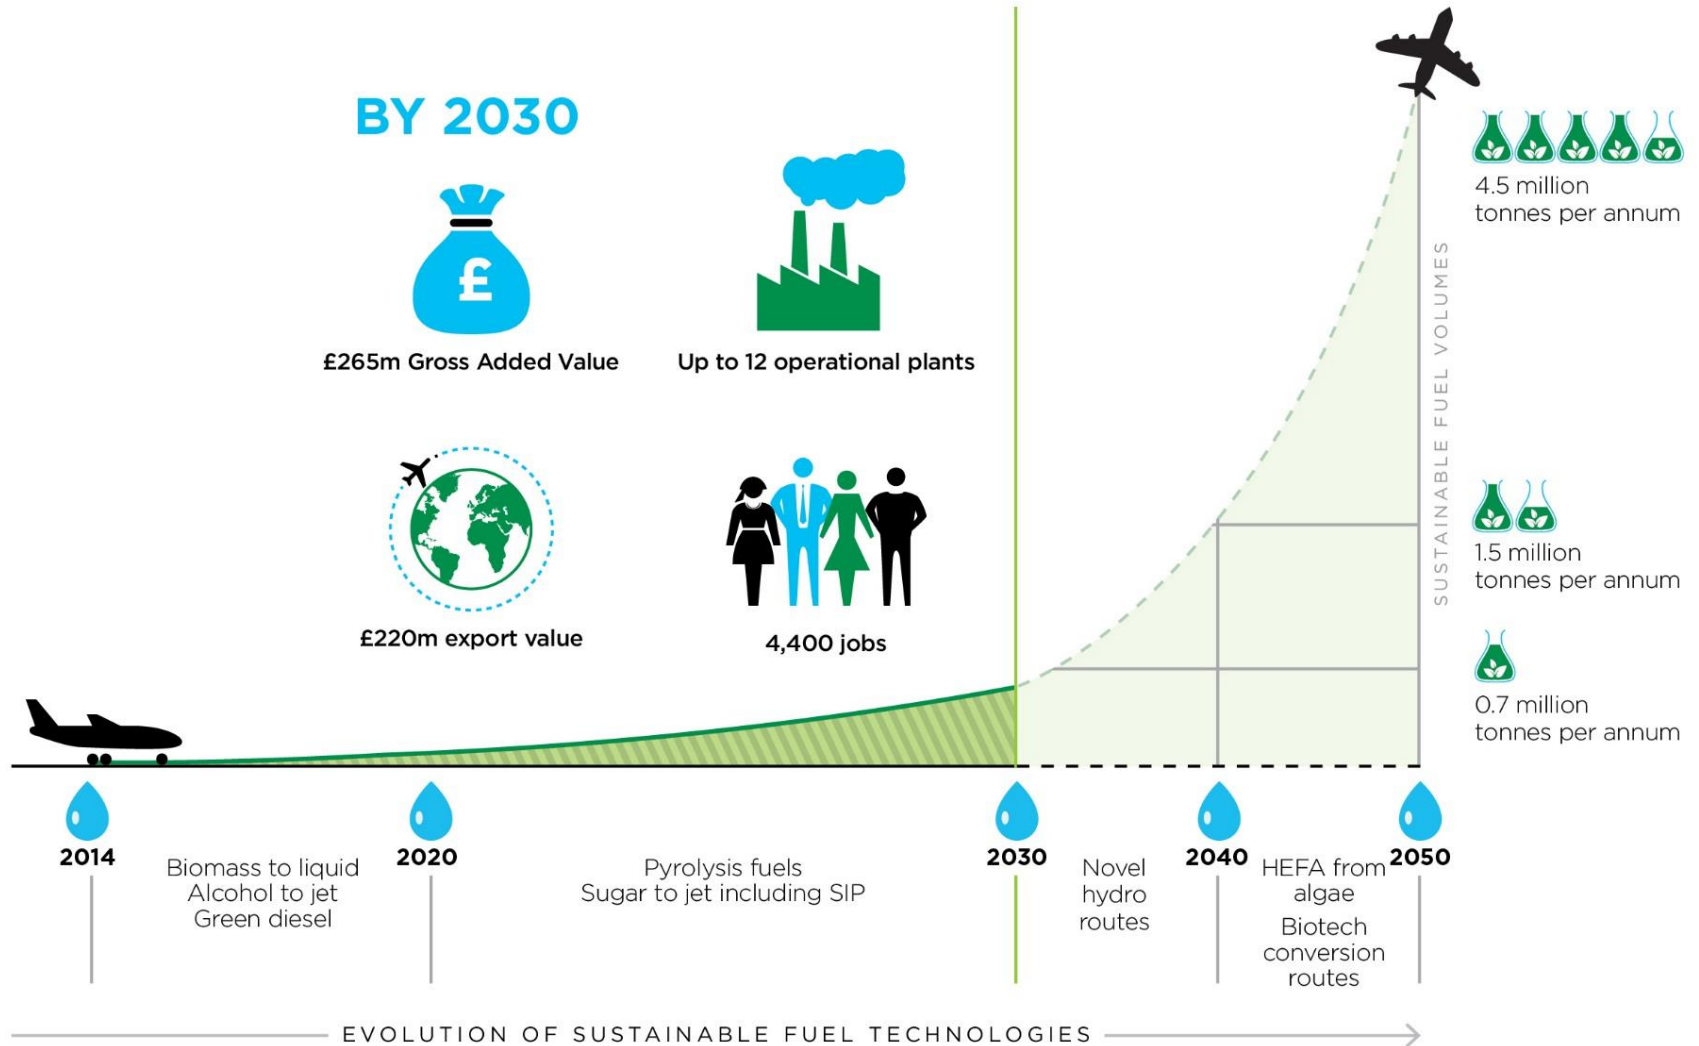 BY 2030
£
£265m Gross Added Value
Up to 12 operational plants
£220m export value
4,400 jobs
SUSTAINABLE FUEL VOLUMES
4.5 million
tonnes per annum
1.5 million
tonnes per annum
0.7 million
tonnes per annum
2014
Biomass to liquid
Alcohol to jet
Green diesel
2020
Pyrolysis fuels
Sugar to jet including SIP
2030
Novel
hydro
routes
2040
HEFA from
algae
Biotech
conversion
routes
2050
EVOLUTION OF SUSTAINABLE FUEL TECHNOLOGIES